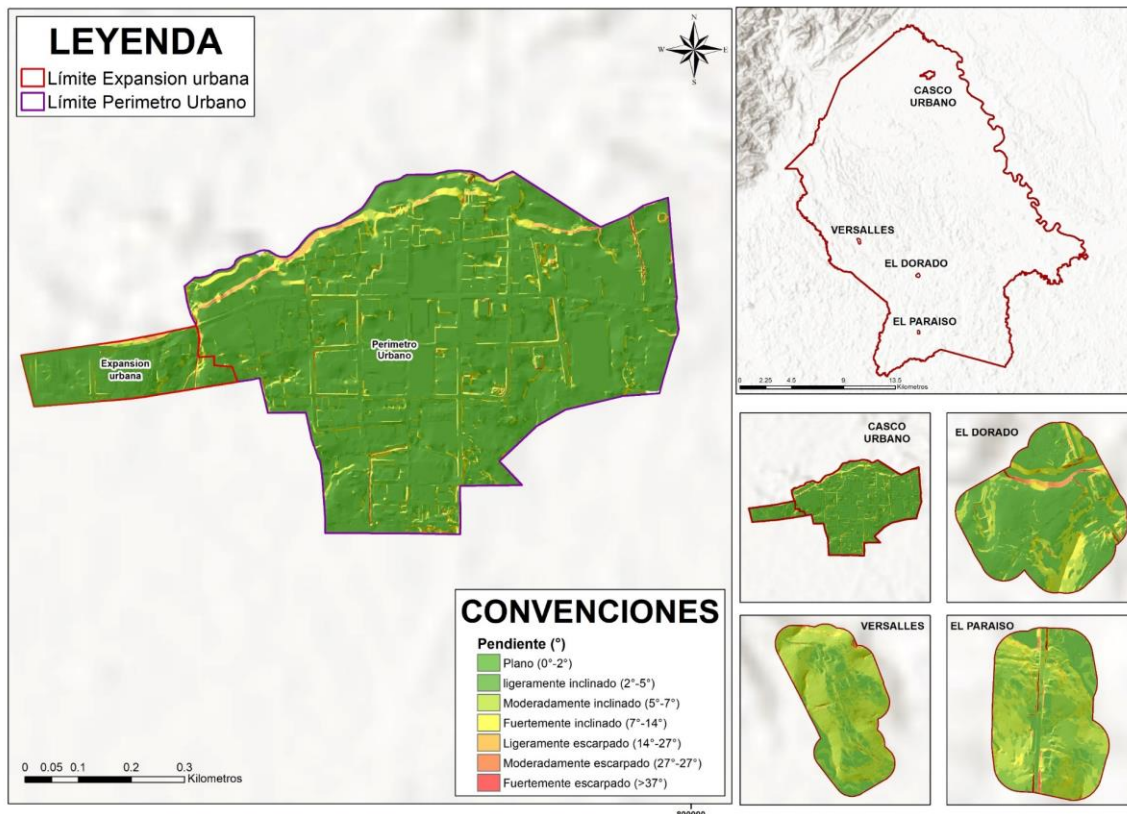 LEYENDA
Límite Expansion urbana
Límite Perimetro Urbano
N
W
E
S
Expansion
urbana
Perimetro
Urbano
0 0.05 0.1 0.2 0.3
Kilometros
CONVENCIONES
Pendiente (°)
Plano (0°-2°)
ligeramente inclinado (2°-5°)
Moderadamente inclinado (5°-7°)
Fuertemente inclinado (7°-14°)
Ligeramente escarpado (14°-27°)
Moderadamente escarpado (27°-27°)
Fuertemente escarpado (>37°)
CASCO
URBANO
VERSALLES
EL DORADO
EL PARAISO
0 2.25 4.5 9 13.5
Kilometros
CASCO
URBANO
EL DORADO
VERSALLES
EL PARAISO